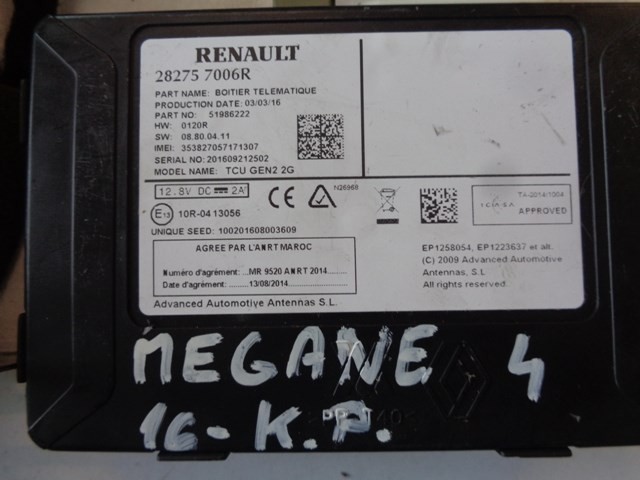 RENAULT
28275 7006R
PART NAME: BOITIER TELEMATIQUE
PRODUCTION DATE: 03/03/16
PART NO: 51986222
HW: 0120R
SW: 08.80.04.11
IMEI: 353827057171307
SERIAL NO: 201609212502
MODEL NAME: TCU GEN2 2G
12.8V DC 2A
CE N26968
E13 10R-04 13056
UNIQUE SEED: 100201608003609
TA-2014/1004
icasa APPROVED
AGREE PAR L'ANRT MAROC
Numéro d'agrément: ...MR 9520 ANRT 2014.........
Date d'agrément: .........13/08/2014.............
EP1258054, EP1223637 et alt.
(C) 2009 Advanced Automotive
Antennas, S.L
All rights reserved.
Advanced Automotive Antennas S.L.
MEGANE 4
16-K.P.